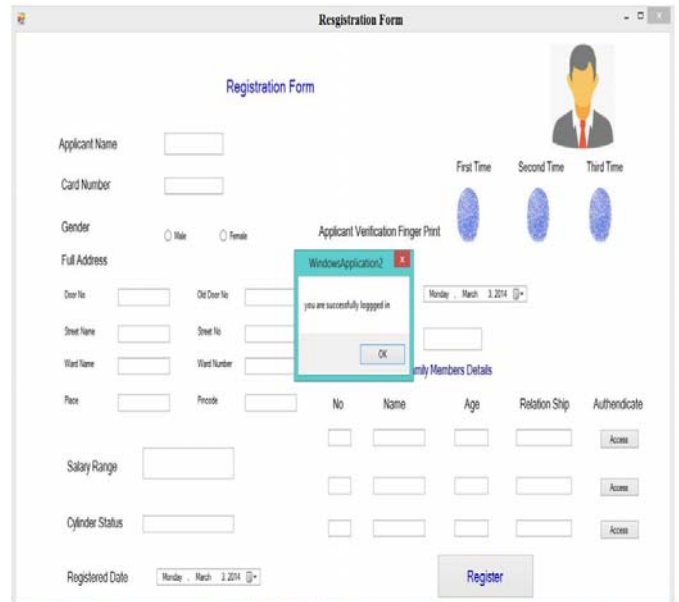 Resgistration Form
Registration Form
Applicant Name
First Time Second Time Third Time
Card Number
Gender Male Female Applicant Verification Finger Print
Full Address
WindowsApplication2 x
Door No Old Door No you are successfully loggged in Monday , March 3, 2014
Street Name Street No
OK
Ward Name Ward Number amily Members Details
Place Pincode No Name Age Relation Ship Authendicate
Access
Salary Range
Access
Cylinder Status
Access
Registered Date Monday , March 3, 2014 Register